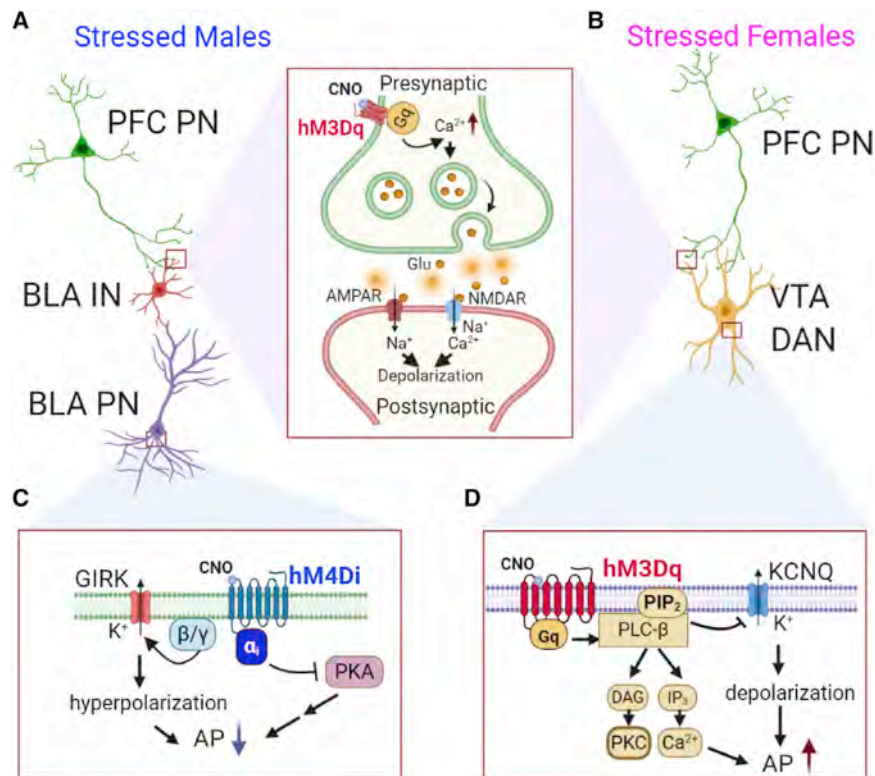 A
Stressed Males
B
Stressed Females
PFC PN
BLA IN
BLA PN
Presynaptic
CNO
hM3Dq
Gq
Ca²⁺
Glu
AMPAR
NMDAR
Na⁺
Na⁺
Ca²⁺
Depolarization
Postsynaptic
PFC PN
VTA
DAN
C
GIRK
CNO
hM4Di
K⁺
β/γ
αᵢ
PKA
hyperpolarization
AP
D
CNO
hM3Dq
KCNQ
PIP₂
Gq
PLC-β
K⁺
DAG
IP₃
depolarization
PKC
Ca²⁺
AP